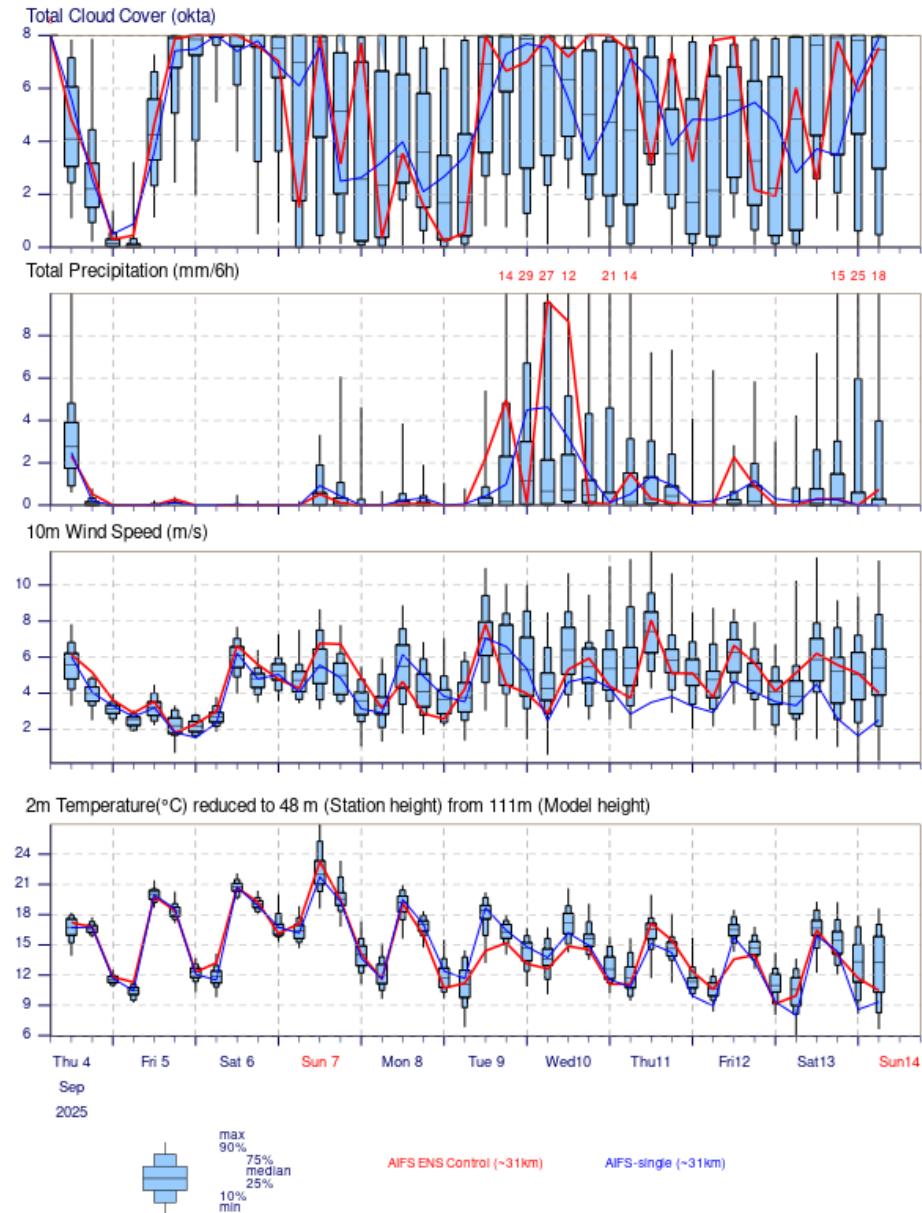 Total Cloud Cover (okta)
8
6
4
2
0
Total Precipitation (mm/6h)
14 29 27 12 21 14 15 25 18
8
6
4
2
0
10m Wind Speed (m/s)
10
8
6
4
2
2m Temperature(°C) reduced to 48 m (Station height) from 111m (Model height)
24
21
18
15
12
9
6
Thu 4 Fri 5 Sat 6 Sun 7 Mon 8 Tue 9 Wed10 Thu11 Fri12 Sat13 Sun14
Sep
2025
max
90%
75%
median
25%
10%
min
AIFS ENS Control (~31km) AIFS-single (~31km)